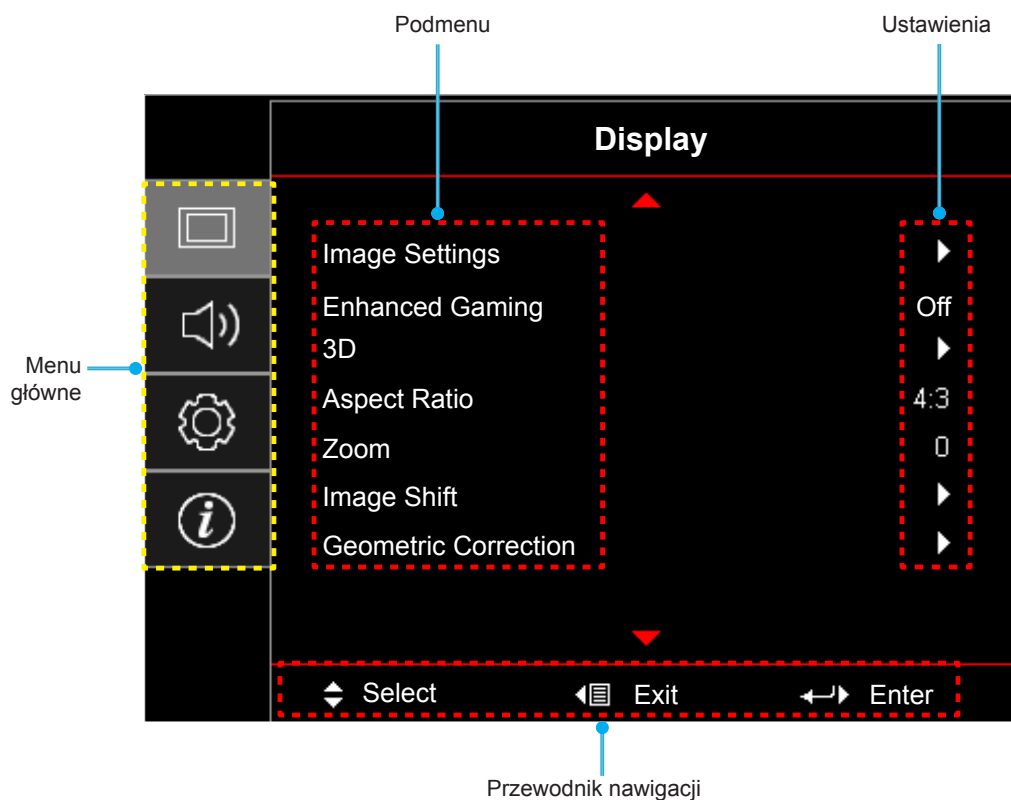 Podmenu
Ustawienia
Display
Image Settings
Enhanced Gaming Off
3D
Menu
główne
Aspect Ratio 4:3
Zoom 0
Image Shift
Geometric Correction
Select Exit Enter
Przewodnik nawigacji